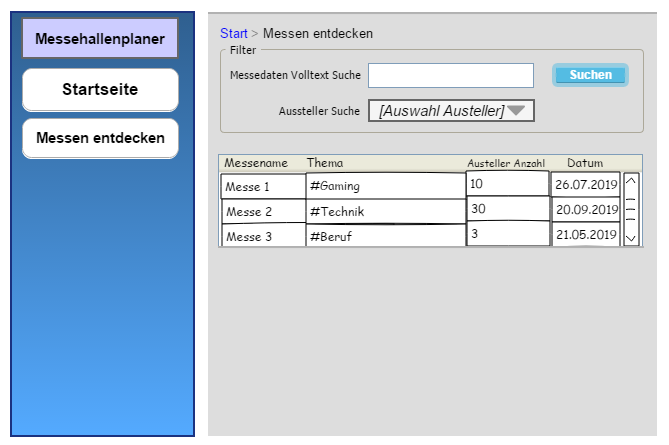 Messehallenplaner
Startseite
Messen entdecken
Start > Messen entdecken
Filter
Messedaten Volltext Suche
Suchen
Aussteller Suche [Auswahl Austeller]
Messename Thema Austeller Anzahl Datum
Messe 1 #Gaming 10 26.07.2019
Messe 2 #Technik 30 20.09.2019
Messe 3 #Beruf 3 21.05.2019